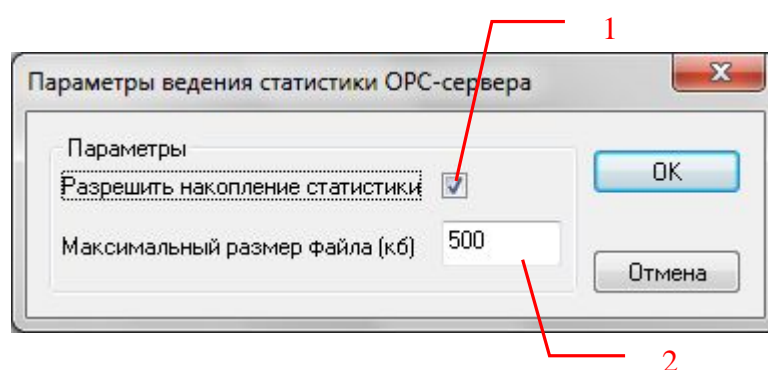 1
Параметры ведения статистики OPC-сервера
Параметры
Разрешить накопление статистики
OK
Максимальный размер файла (кб)
500
Отмена
2